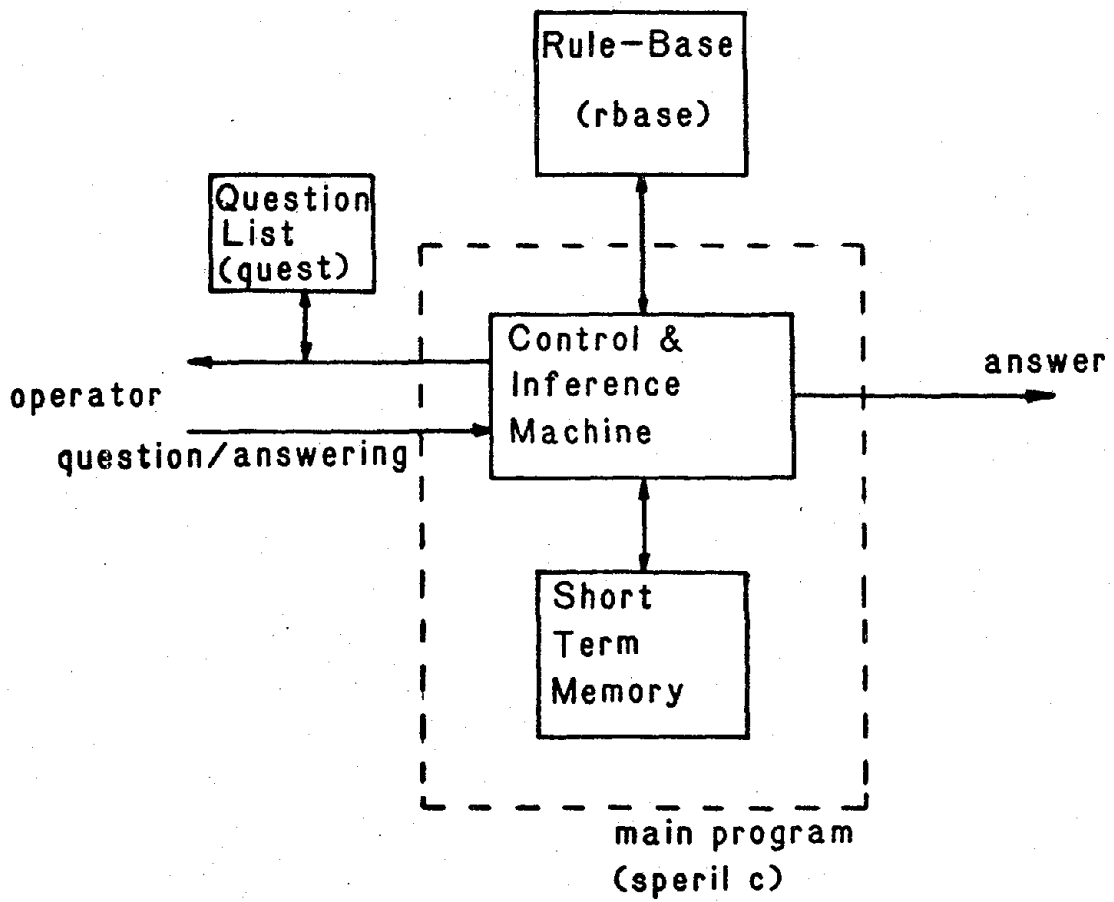 Rule-Base
(rbase)
Question
List
(quest)
Control &
Inference
Machine
answer
operator
question/answering
Short
Term
Memory
main program
(speril c)